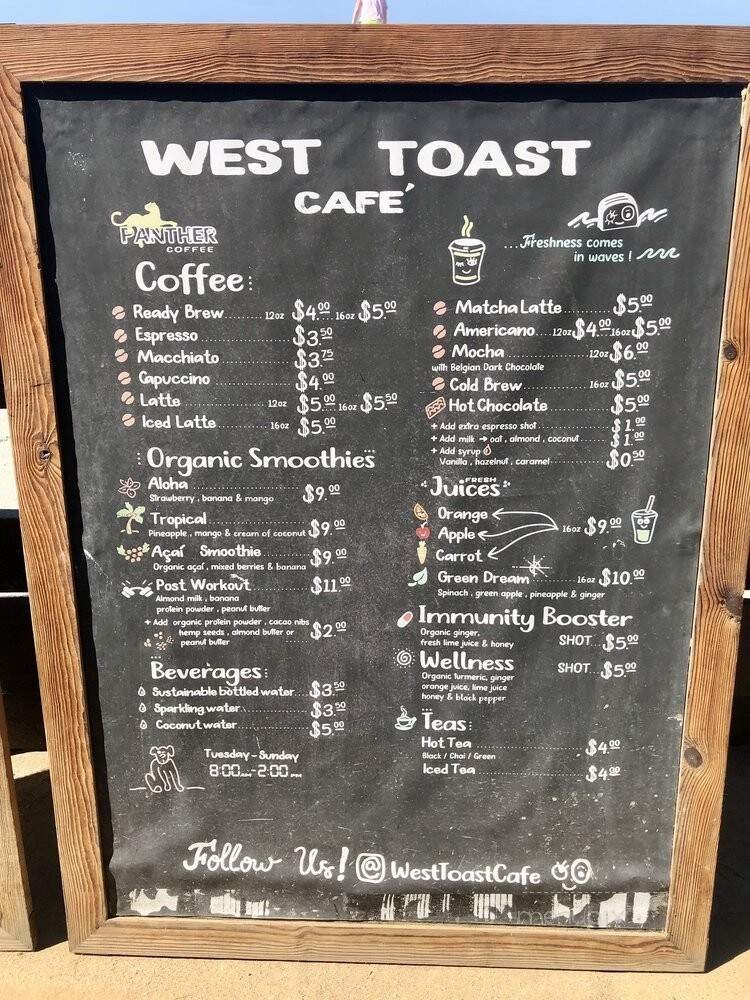 WEST TOAST
CAFÉ
PANTHER
COFFEE
...Freshness comes
in waves!
Coffee:
Ready Brew........12oz $4.00 16oz $5.00
Espresso........$3.50
Macchiato........$3.75
Capuccino........$4.00
Latte........12oz $5.00 16oz $5.50
Iced Latte........16oz $5.00
Matcha Latte........$5.00
Americano....12oz $4.00 16oz $5.00
Mocha........12oz $6.00
with Belgian Dark Chocolate
Cold Brew........16oz $5.00
Hot Chocolate........$5.00
+ Add extra espresso shot........$1.00
+ Add milk → oat, almond, coconut........$1.00
+ Add syrup
Vanilla, hazelnut, caramel........$0.50
Organic Smoothies
Aloha........$9.00
Strawberry, banana & mango
Tropical........$9.00
Pineapple, mango & cream of coconut
Açaí Smoothie........$9.00
Organic açaí, mixed berries & banana
Post Workout........$11.00
Almond milk, banana
protein powder, peanut butter
+ Add organic protein powder, cacao nibs
hemp seeds, almond butter or
peanut butter........$2.00
Beverages:
Sustainable bottled water....$3.50
Sparkling water........$3.50
Coconut water........$5.00
Tuesday-Sunday
8:00AM-2:00PM
FRESH
Juices
Orange
Apple 16oz $9.00
Carrot
Green Dream........16oz $10.00
Spinach, green apple, pineapple & ginger
Immunity Booster
Organic ginger,
fresh lime juice & honey SHOT...$5.00
Wellness SHOT...$5.00
Organic turmeric, ginger
orange juice, lime juice
honey & black pepper
Teas:
Hot Tea........$4.00
Black / Chai / Green
Iced Tea........$4.00
Follow Us! @WestToastCafe